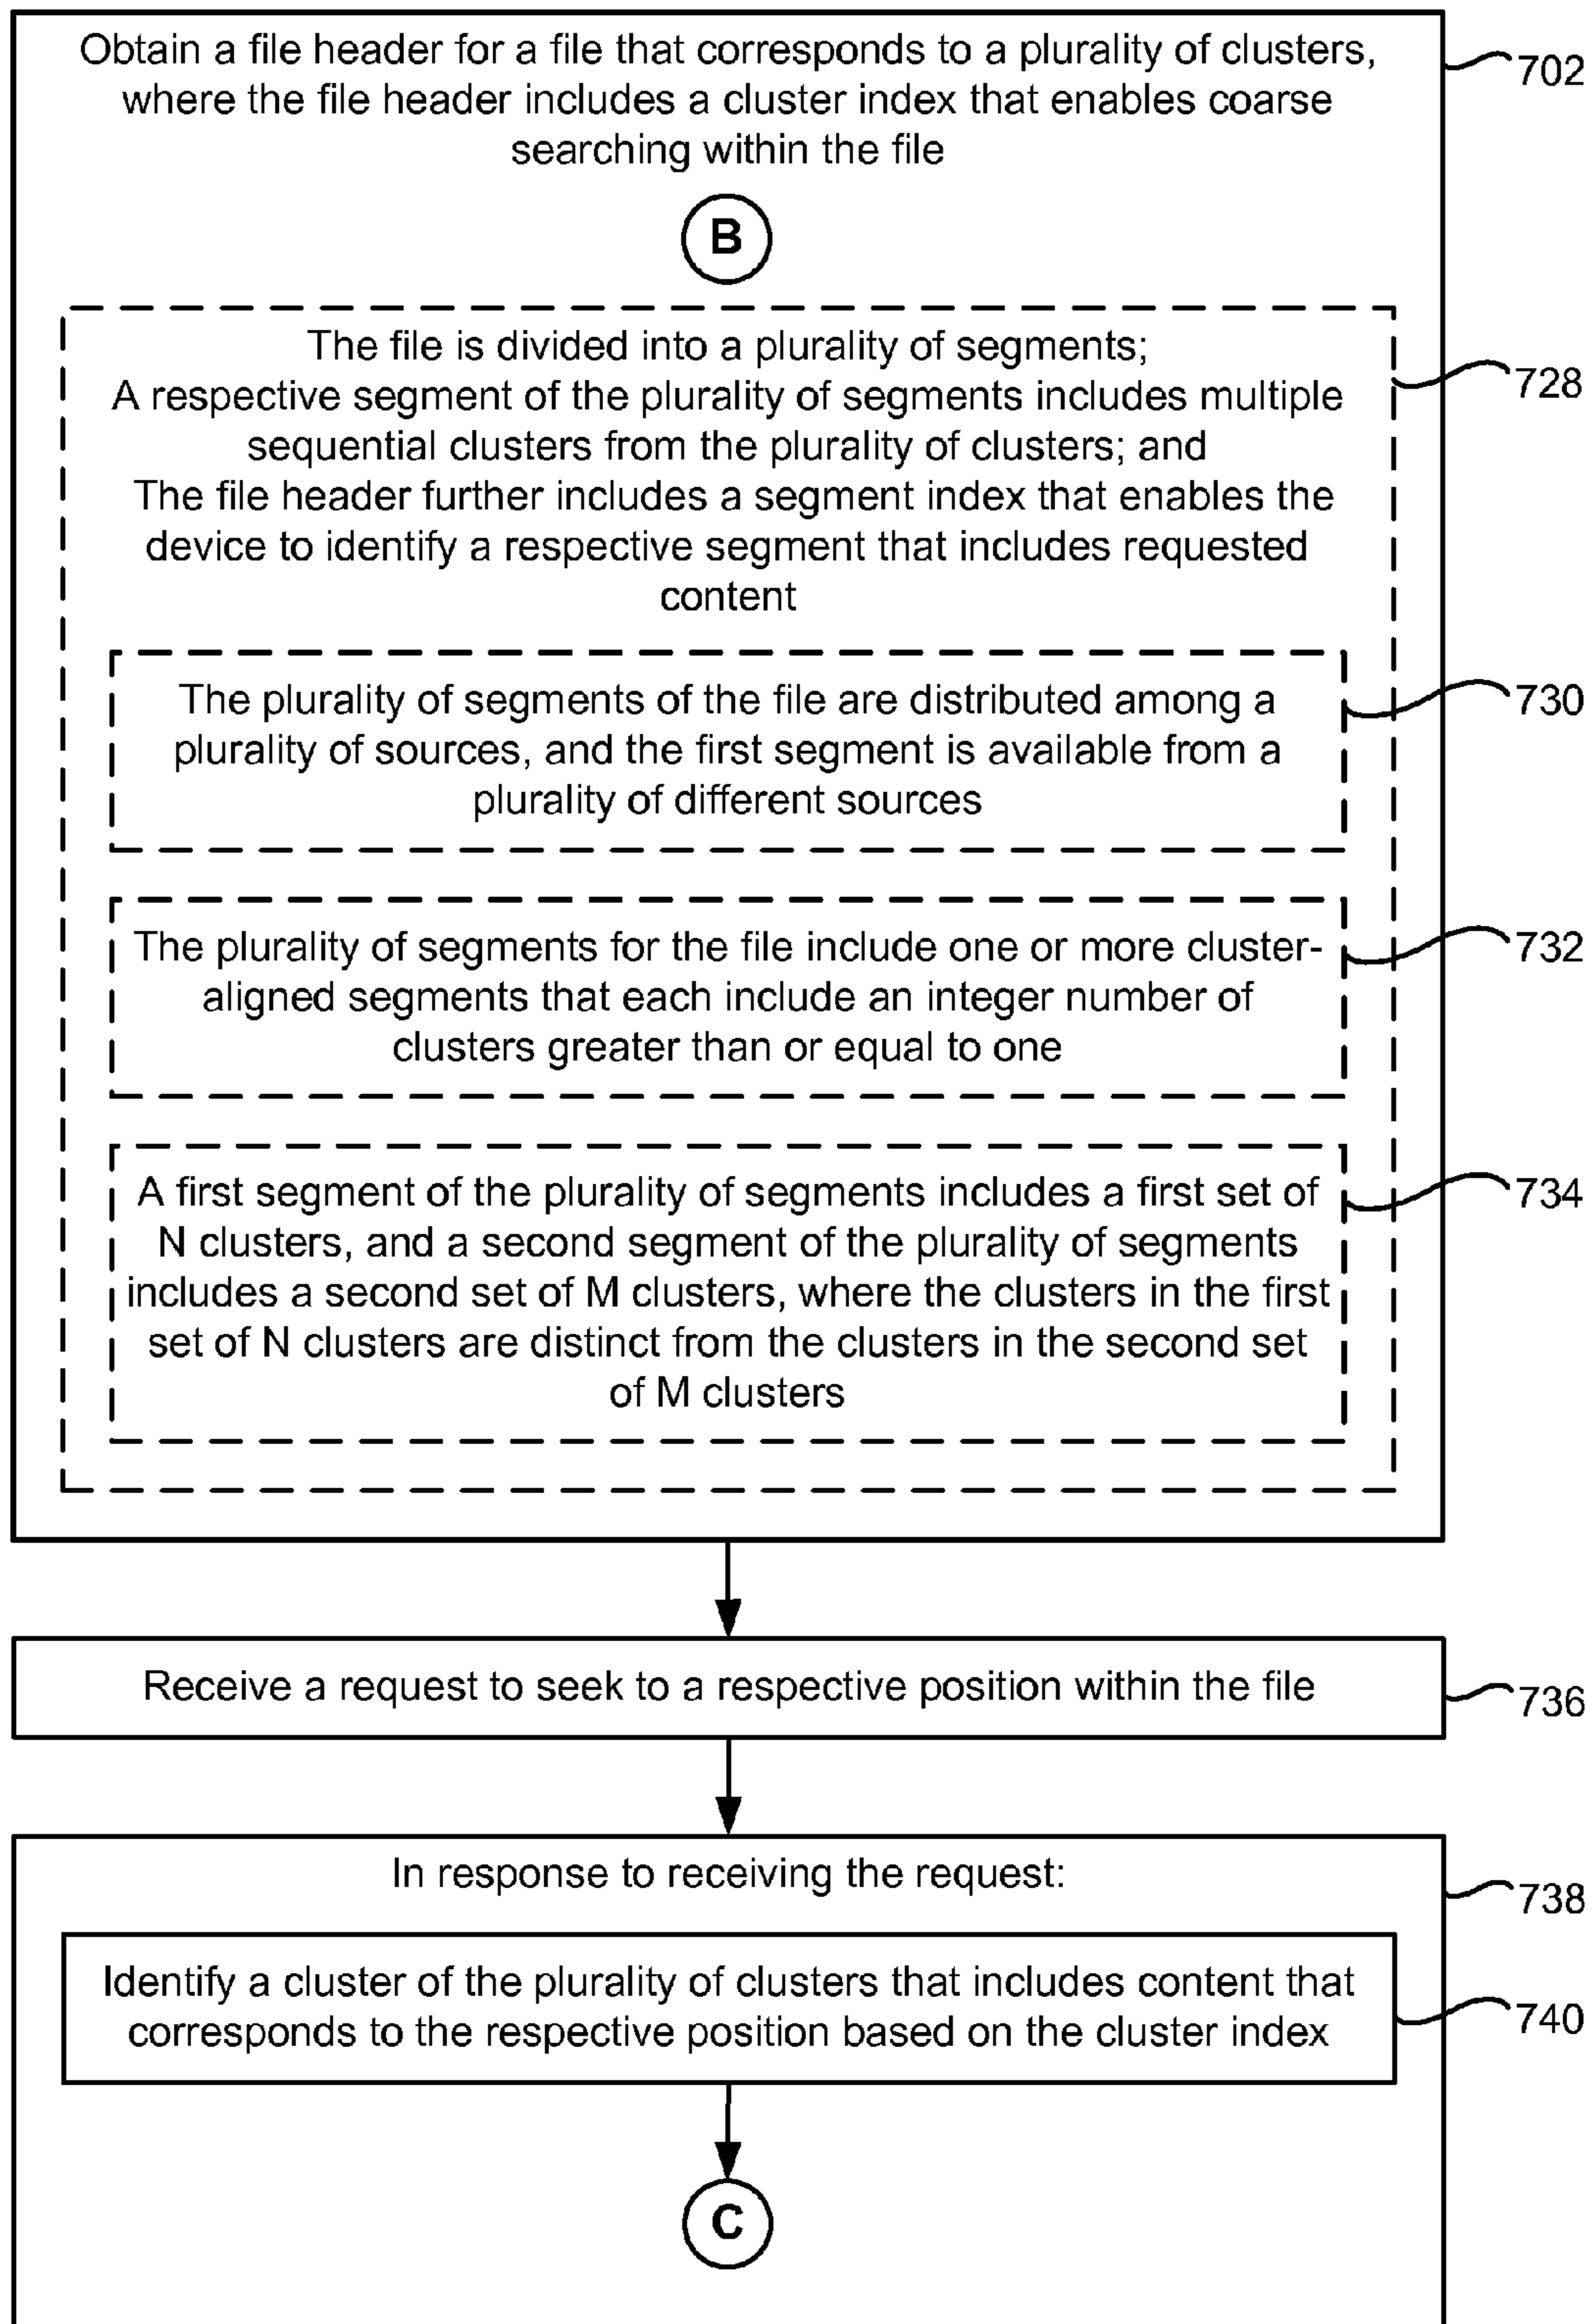 Obtain a file header for a file that corresponds to a plurality of clusters,
where the file header includes a cluster index that enables coarse
searching within the file
702
B
The file is divided into a plurality of segments;
A respective segment of the plurality of segments includes multiple
sequential clusters from the plurality of clusters; and
The file header further includes a segment index that enables the
device to identify a respective segment that includes requested
content
728
The plurality of segments of the file are distributed among a
plurality of sources, and the first segment is available from a
plurality of different sources
730
The plurality of segments for the file include one or more cluster-
aligned segments that each include an integer number of
clusters greater than or equal to one
732
A first segment of the plurality of segments includes a first set of
N clusters, and a second segment of the plurality of segments
includes a second set of M clusters, where the clusters in the first
set of N clusters are distinct from the clusters in the second set
of M clusters
734
Receive a request to seek to a respective position within the file
736
In response to receiving the request:
738
Identify a cluster of the plurality of clusters that includes content that
corresponds to the respective position based on the cluster index
740
C